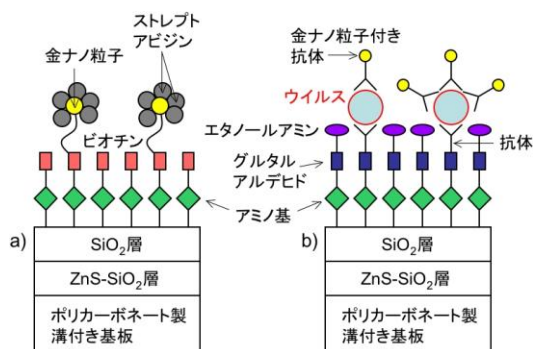 ストレプト
アビジン
金ナノ粒子
ビオチン
アミノ基
a)
SiO₂層
ZnS-SiO₂層
ポリカーボネート製
溝付き基板
金ナノ粒子付き
抗体
ウイルス
エタノールアミン
抗体
グルタル
アルデヒド
b)
SiO₂層
ZnS-SiO₂層
ポリカーボネート製
溝付き基板